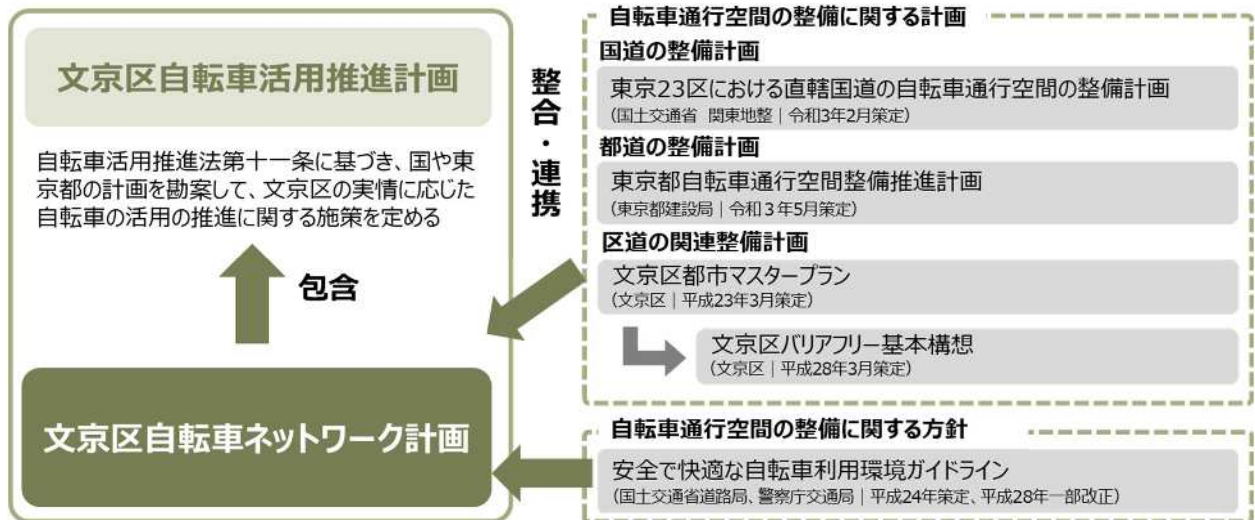 文京区自転車活用推進計画
自転車活用推進法第十一条に基づき、国や東
京都の計画を勘案して、文京区の実情に応じた
自転車の活用の推進に関する施策を定める
包含
文京区自転車ネットワーク計画
整合・連携
自転車通行空間の整備に関する計画
国道の整備計画
東京23区における直轄国道の自転車通行空間の整備計画
(国土交通省 関東地整｜令和3年2月策定)
都道の整備計画
東京都自転車通行空間整備推進計画
(東京都建設局｜令和3年5月策定)
区道の関連整備計画
文京区都市マスタープラン
(文京区｜平成23年3月策定)
文京区バリアフリー基本構想
(文京区｜平成28年3月策定)
自転車通行空間の整備に関する方針
安全で快適な自転車利用環境ガイドライン
(国土交通省道路局、警察庁交通局｜平成24年策定、平成28年一部改正)